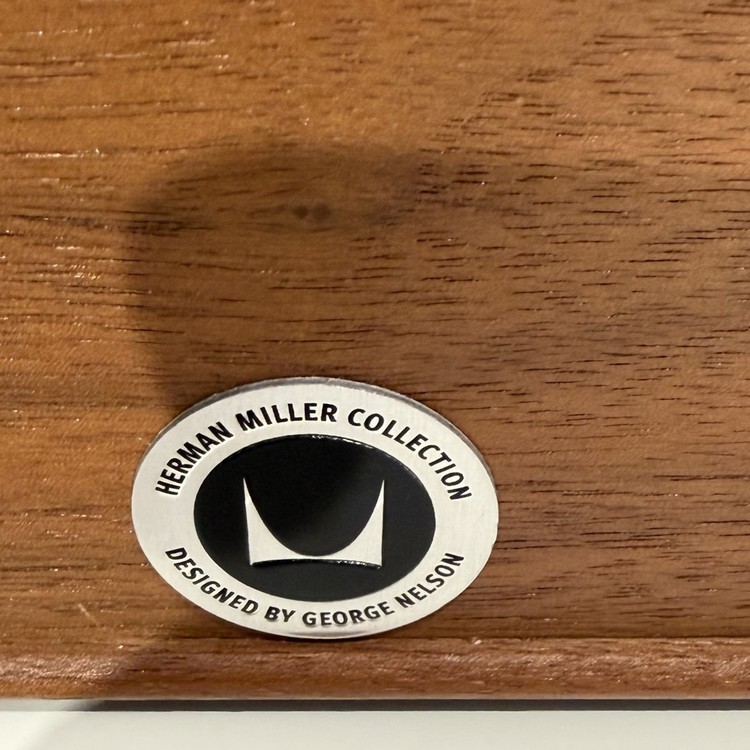 HERMAN MILLER COLLECTION
DESIGNED BY GEORGE NELSON